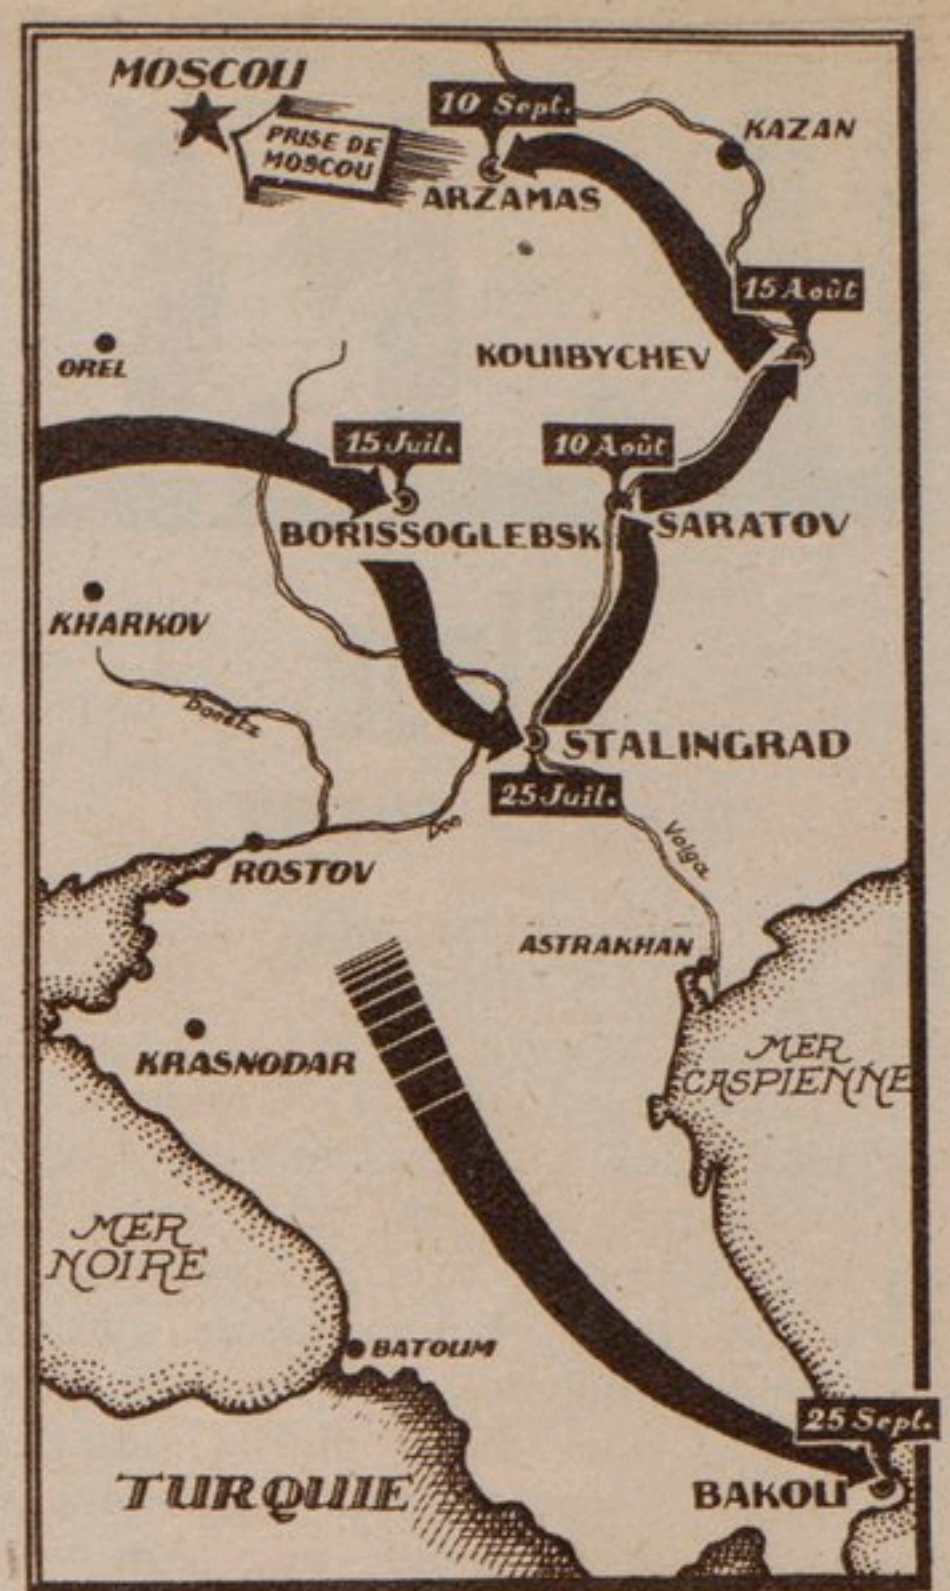 MOSCOU
10 Sept.
KAZAN
PRISE DE
MOSCOU
ARZAMAS
15 Août
OREL
KOUIBYCHEV
15 Juil.
10 Août
BORISSOGLEBSK
SARATOV
KHARKOV
Donetz
STALINGRAD
25 Juil.
Don
Volga
ROSTOV
ASTRAKHAN
KRASNODAR
MER
CASPIENNE
MER
NOIRE
BATOUM
25 Sept.
TURQUIE
BAKOU